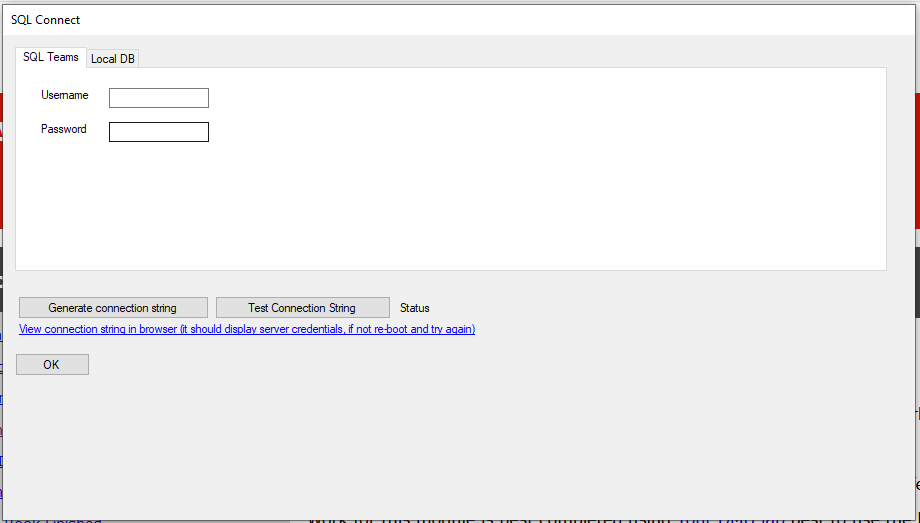 SQL Connect
SQL Teams Local DB
Username
Password
Generate connection string Test Connection String Status
View connection string in browser (it should display server credentials, if not re-boot and try again)
OK